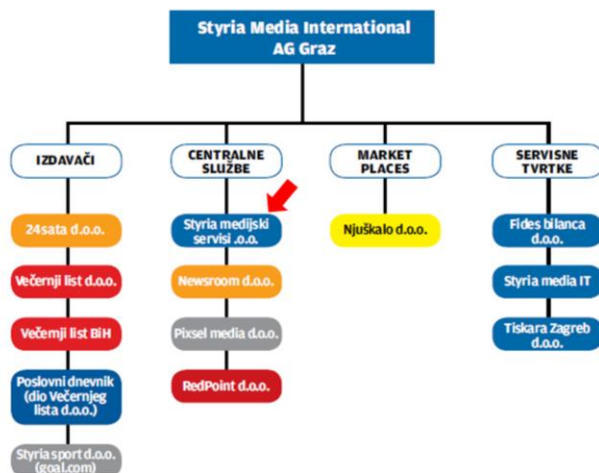 Styria Media International
AG Graz
IZDAVAČI
24sata d.o.o.
Večernji list d.o.o.
Večernji list BiH
Poslovni dnevnik
(dio Večernjeg
lista d.o.o.)
Styria sport d.o.o.
(goal.com)
CENTRALNE
SLUŽBE
Styria medijski
servisi .o.o.
Newsroom d.o.o.
Pixsel media d.o.o.
RedPoint d.o.o.
MARKET
PLACES
Njuškalo d.o.o.
SERVISNE
TVRTKE
Fides bilanca
d.o.o.
Styria media IT
Tiskara Zagreb
d.o.o.